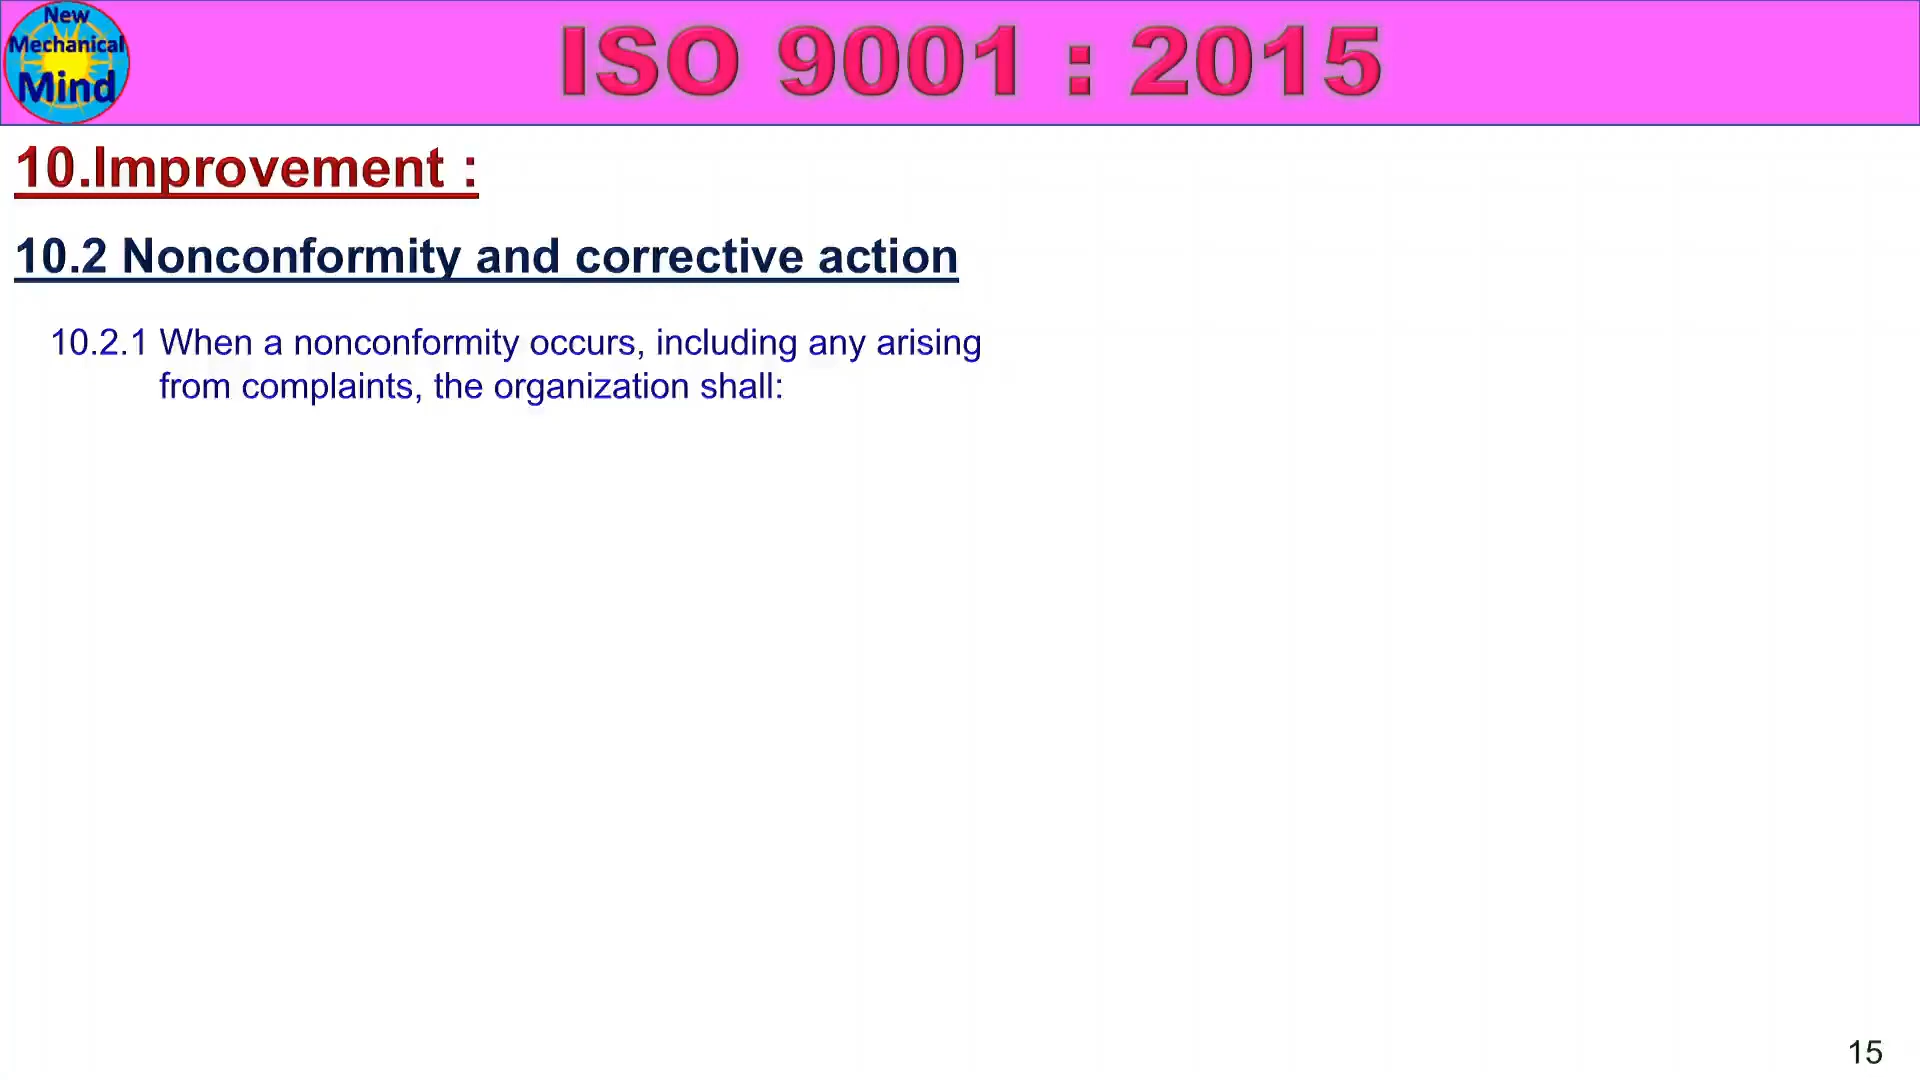 New
Mechanical
Mind
ISO 9001 : 2015
10.Improvement :
10.2 Nonconformity and corrective action
10.2.1 When a nonconformity occurs, including any arising
from complaints, the organization shall:
15